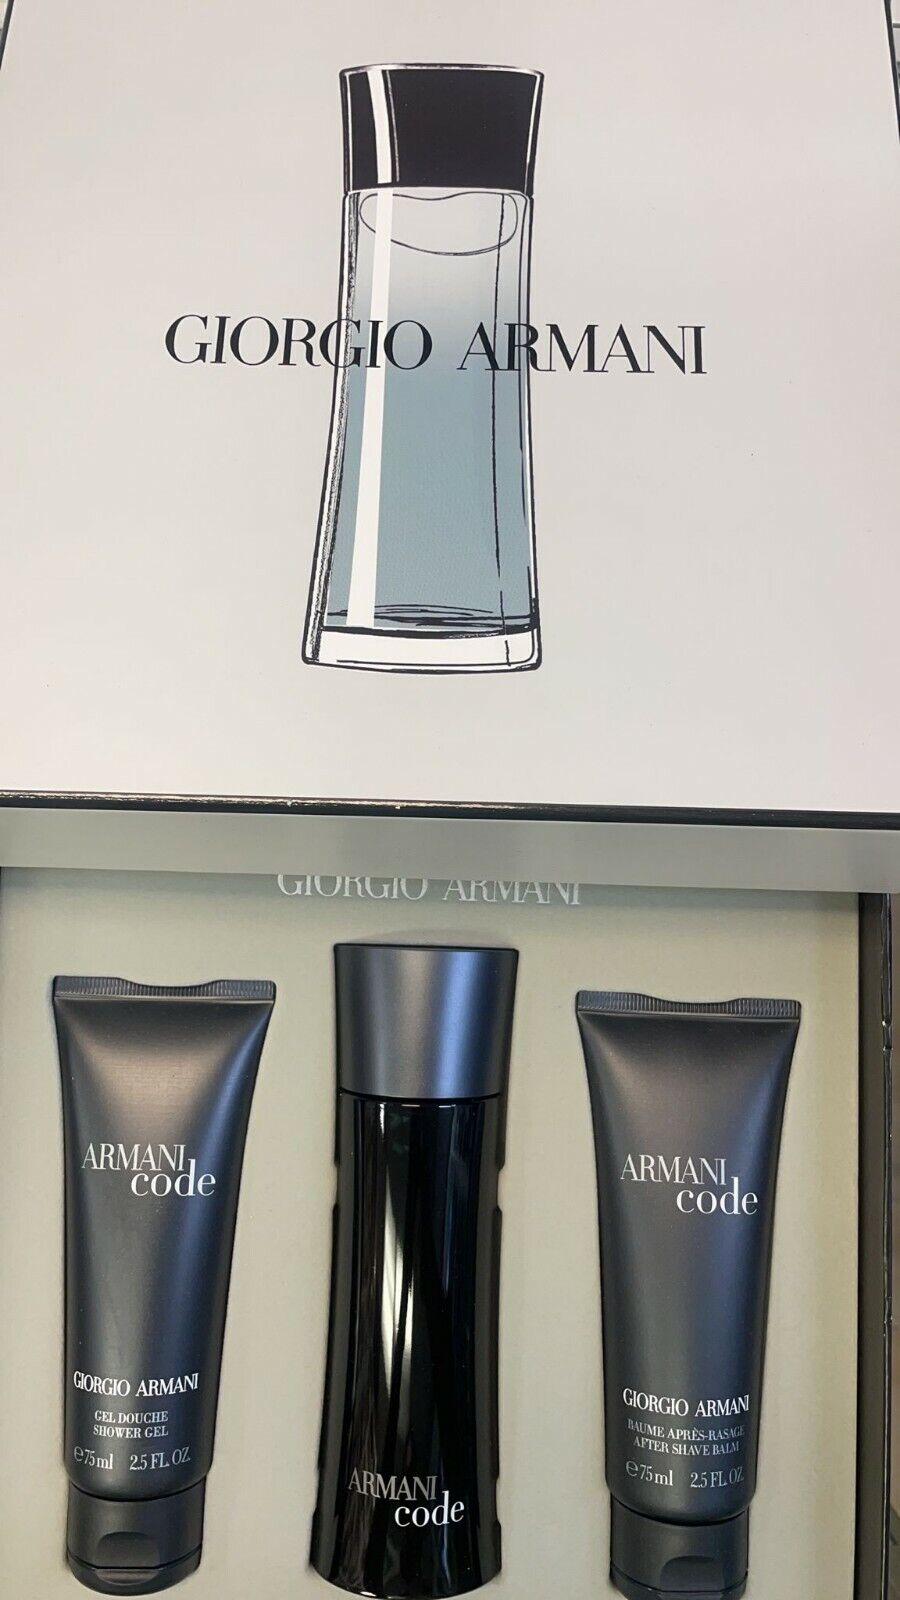 GIORGIO ARMANI
GIORGIO ARMANI
ARMANI
code
GIORGIO ARMANI
GEL DOUCHE
SHOWER GEL
℮75ml 2.5 FL.OZ.
ARMANI
code
ARMANI
code
GIORGIO ARMANI
BAUME APRÈS-RASAGE
AFTER SHAVE BALM
℮75ml 2.5 FL.OZ.